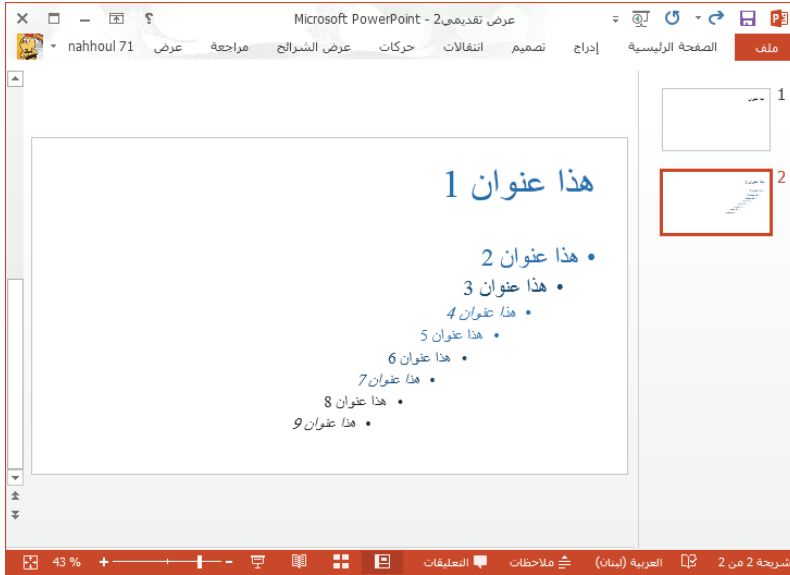 عرض تقديمي2 - Microsoft PowerPoint
ملف الصفحة الرئيسية إدراج تصميم انتقالات حركات عرض الشرائح مراجعة عرض nahhoul 71
1
2
هذا عنوان 1
• هذا عنوان 2
• هذا عنوان 3
• هذا عنوان 4
• هذا عنوان 5
• هذا عنوان 6
• هذا عنوان 7
• هذا عنوان 8
• هذا عنوان 9
شريحة 2 من 2 العربية (لبنان) ملاحظات التعليقات 43 %